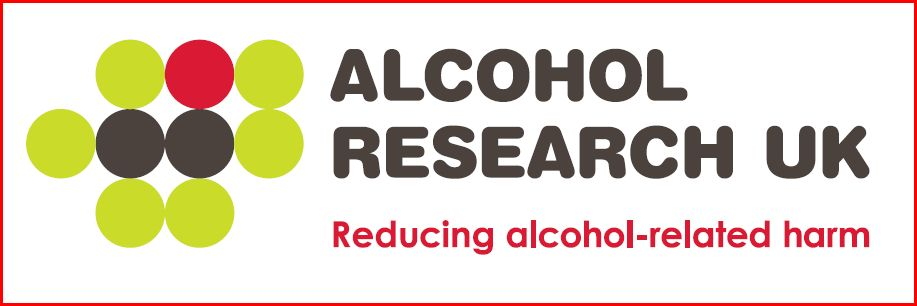 ALCOHOL
RESEARCH UK
Reducing alcohol-related harm